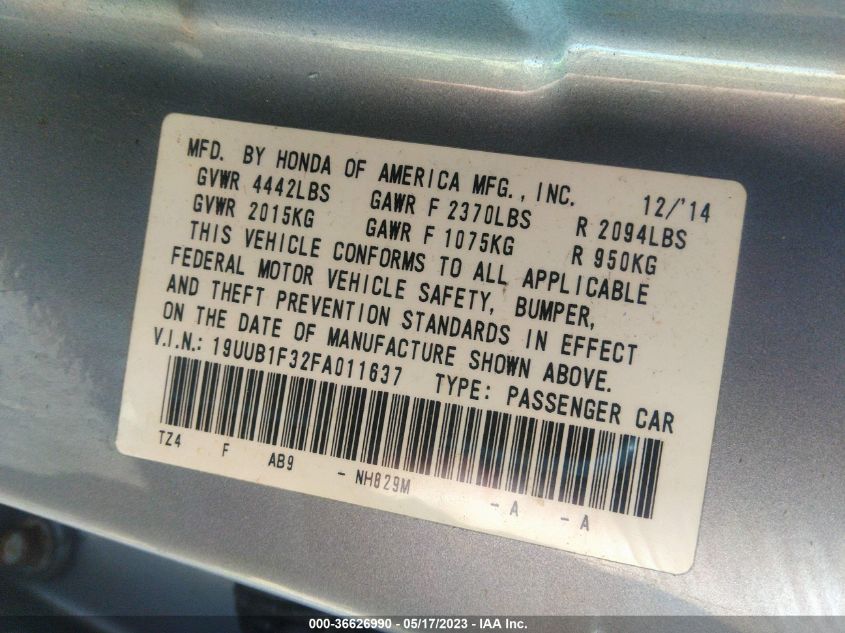 MFD. BY HONDA OF AMERICA MFG., INC. 12/'14
GVWR 4442LBS GAWR F 2370LBS R 2094LBS
GVWR 2015KG GAWR F 1075KG R 950KG
THIS VEHICLE CONFORMS TO ALL APPLICABLE
FEDERAL MOTOR VEHICLE SAFETY, BUMPER,
AND THEFT PREVENTION STANDARDS IN EFFECT
ON THE DATE OF MANUFACTURE SHOWN ABOVE.
V.I.N.: 19UUB1F32FA011637 TYPE: PASSENGER CAR
TZ4 F AB9 - NH829M - A - A
000-36626990 - 05/17/2023 - IAA Inc.